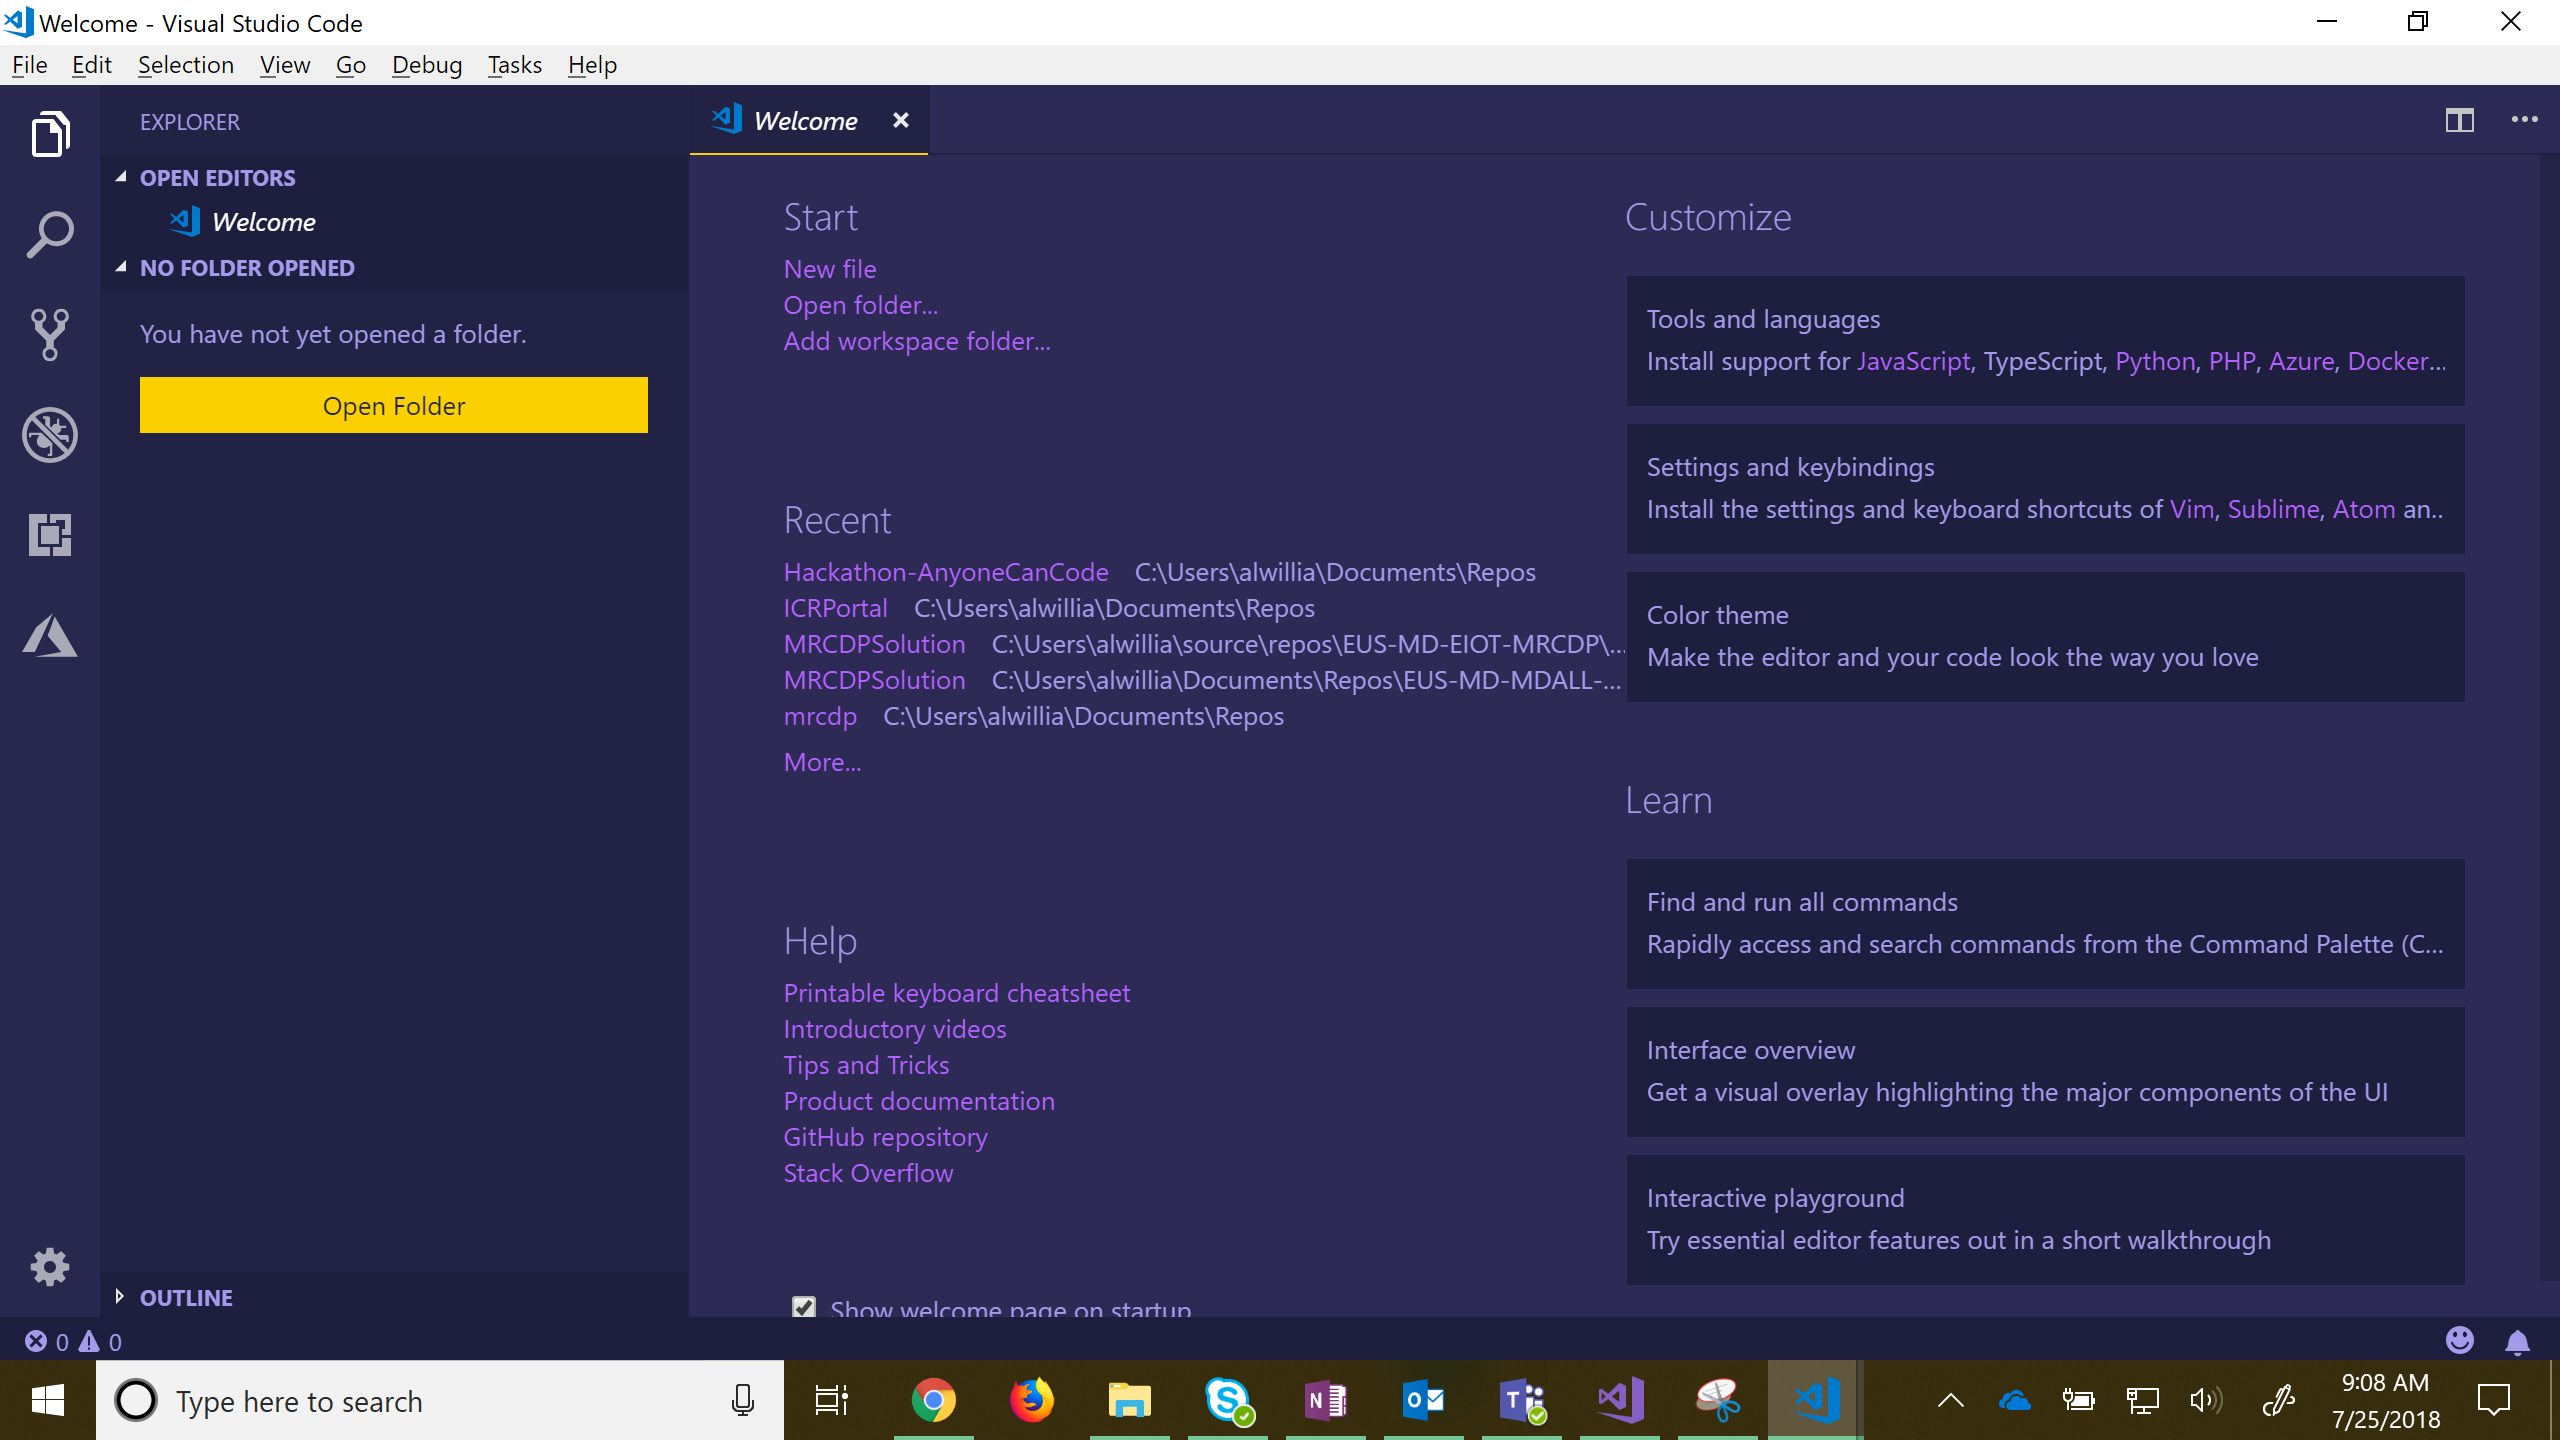 Welcome - Visual Studio Code
File Edit Selection View Go Debug Tasks Help
EXPLORER
OPEN EDITORS
Welcome
NO FOLDER OPENED
You have not yet opened a folder.
Open Folder
OUTLINE
Welcome
Start
New file
Open folder...
Add workspace folder...
Recent
Hackathon-AnyoneCanCode C:\Users\alwillia\Documents\Repos
ICRPortal C:\Users\alwillia\Documents\Repos
MRCDPSolution C:\Users\alwillia\source\repos\EUS-MD-EIOT-MRCDP\...
MRCDPSolution C:\Users\alwillia\Documents\Repos\EUS-MD-MDALL-...
mrcdp C:\Users\alwillia\Documents\Repos
More...
Help
Printable keyboard cheatsheet
Introductory videos
Tips and Tricks
Product documentation
GitHub repository
Stack Overflow
Show welcome page on startup
Customize
Tools and languages
Install support for JavaScript, TypeScript, Python, PHP, Azure, Docker...
Settings and keybindings
Install the settings and keyboard shortcuts of Vim, Sublime, Atom an..
Color theme
Make the editor and your code look the way you love
Learn
Find and run all commands
Rapidly access and search commands from the Command Palette (C...
Interface overview
Get a visual overlay highlighting the major components of the UI
Interactive playground
Try essential editor features out in a short walkthrough
0 0
Type here to search
9:08 AM
7/25/2018